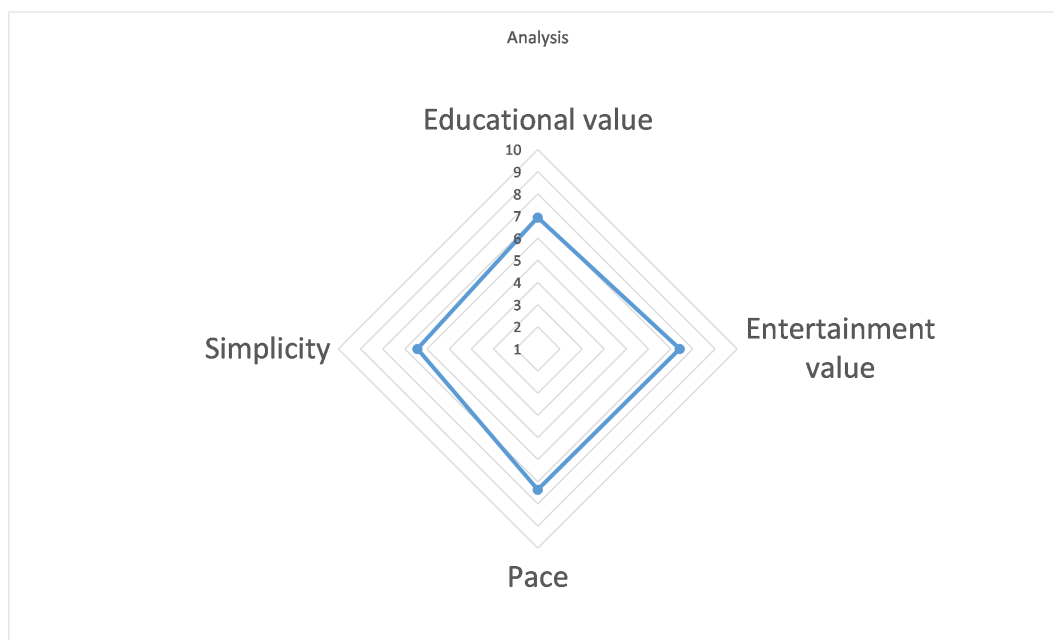 Analysis
Educational value
10
9
8
7
6
5
4
3
2
1
Simplicity
Entertainment
value
Pace